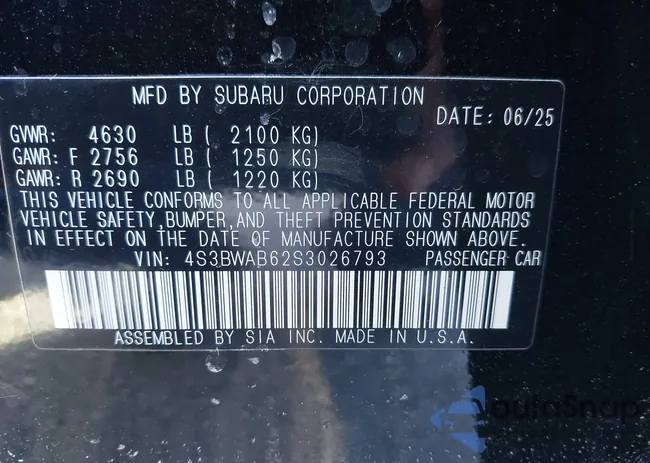 MFD BY SUBARU CORPORATION
DATE: 06/25
GVWR: 4630 LB ( 2100 KG)
GAWR: F 2756 LB ( 1250 KG)
GAWR: R 2690 LB ( 1220 KG)
THIS VEHICLE CONFORMS TO ALL APPLICABLE FEDERAL MOTOR
VEHICLE SAFETY,BUMPER,AND THEFT PREVENTION STANDARDS
IN EFFECT ON THE DATE OF MANUFACTURE SHOWN ABOVE.
VIN: 4S3BWAB62S3026793 PASSENGER CAR
ASSEMBLED BY SIA INC. MADE IN U.S.A.
AutoSnap